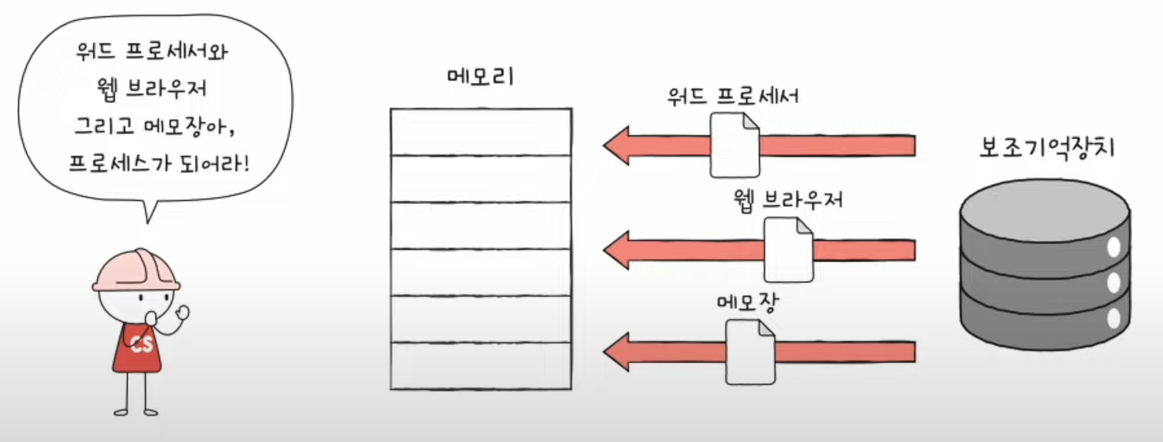 워드 프로세서와
웹 브라우저
그리고 메모장아,
프로세스가 되어라!
CS
메모리
워드 프로세서
웹 브라우저
메모장
보조기억장치